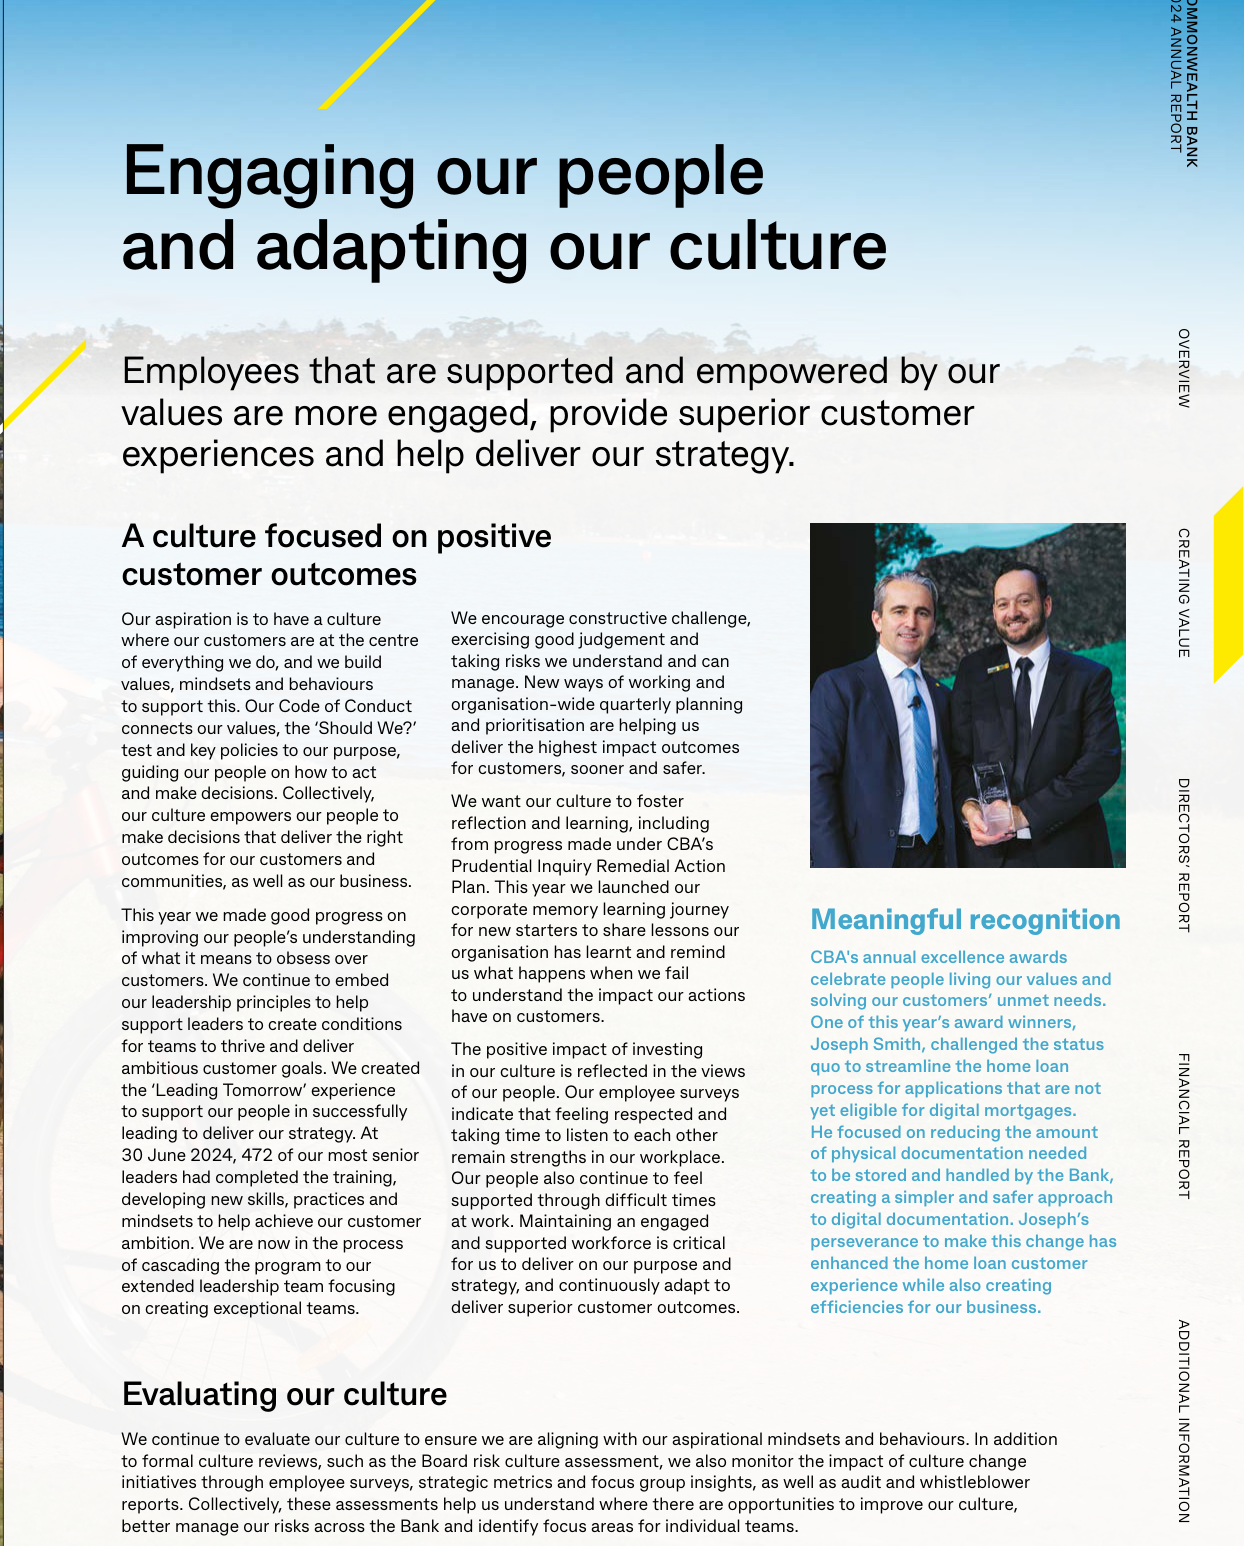 Engaging our people
and adapting our culture
Employees that are supported and empowered by our
values are more engaged, provide superior customer
experiences and help deliver our strategy.
A culture focused on positive
customer outcomes
Our aspiration is to have a culture
where our customers are at the centre
of everything we do, and we build
values, mindsets and behaviours
to support this. Our Code of Conduct
connects our values, the ‘Should We?’
test and key policies to our purpose,
guiding our people on how to act
and make decisions. Collectively,
our culture empowers our people to
make decisions that deliver the right
outcomes for our customers and
communities, as well as our business.
This year we made good progress on
improving our people’s understanding
of what it means to obsess over
customers. We continue to embed
our leadership principles to help
support leaders to create conditions
for teams to thrive and deliver
ambitious customer goals. We created
the ‘Leading Tomorrow’ experience
to support our people in successfully
leading to deliver our strategy. At
30 June 2024, 472 of our most senior
leaders had completed the training,
developing new skills, practices and
mindsets to help achieve our customer
ambition. We are now in the process
of cascading the program to our
extended leadership team focusing
on creating exceptional teams.
We encourage constructive challenge,
exercising good judgement and
taking risks we understand and can
manage. New ways of working and
organisation-wide quarterly planning
and prioritisation are helping us
deliver the highest impact outcomes
for customers, sooner and safer.
We want our culture to foster
reflection and learning, including
from progress made under CBA’s
Prudential Inquiry Remedial Action
Plan. This year we launched our
corporate memory learning journey
for new starters to share lessons our
organisation has learnt and remind
us what happens when we fail
to understand the impact our actions
have on customers.
The positive impact of investing
in our culture is reflected in the views
of our people. Our employee surveys
indicate that feeling respected and
taking time to listen to each other
remain strengths in our workplace.
Our people also continue to feel
supported through difficult times
at work. Maintaining an engaged
and supported workforce is critical
for us to deliver on our purpose and
strategy, and continuously adapt to
deliver superior customer outcomes.
Meaningful recognition
CBA's annual excellence awards
celebrate people living our values and
solving our customers’ unmet needs.
One of this year’s award winners,
Joseph Smith, challenged the status
quo to streamline the home loan
process for applications that are not
yet eligible for digital mortgages.
He focused on reducing the amount
of physical documentation needed
to be stored and handled by the Bank,
creating a simpler and safer approach
to digital documentation. Joseph’s
perseverance to make this change has
enhanced the home loan customer
experience while also creating
efficiencies for our business.
Evaluating our culture
We continue to evaluate our culture to ensure we are aligning with our aspirational mindsets and behaviours. In addition
to formal culture reviews, such as the Board risk culture assessment, we also monitor the impact of culture change
initiatives through employee surveys, strategic metrics and focus group insights, as well as audit and whistleblower
reports. Collectively, these assessments help us understand where there are opportunities to improve our culture,
better manage our risks across the Bank and identify focus areas for individual teams.
OMMONWEALTH BANK
024 ANNUAL REPORT
OVERVIEW
CREATING VALUE
DIRECTORS’ REPORT
FINANCIAL REPORT
ADDITIONAL INFORMATION